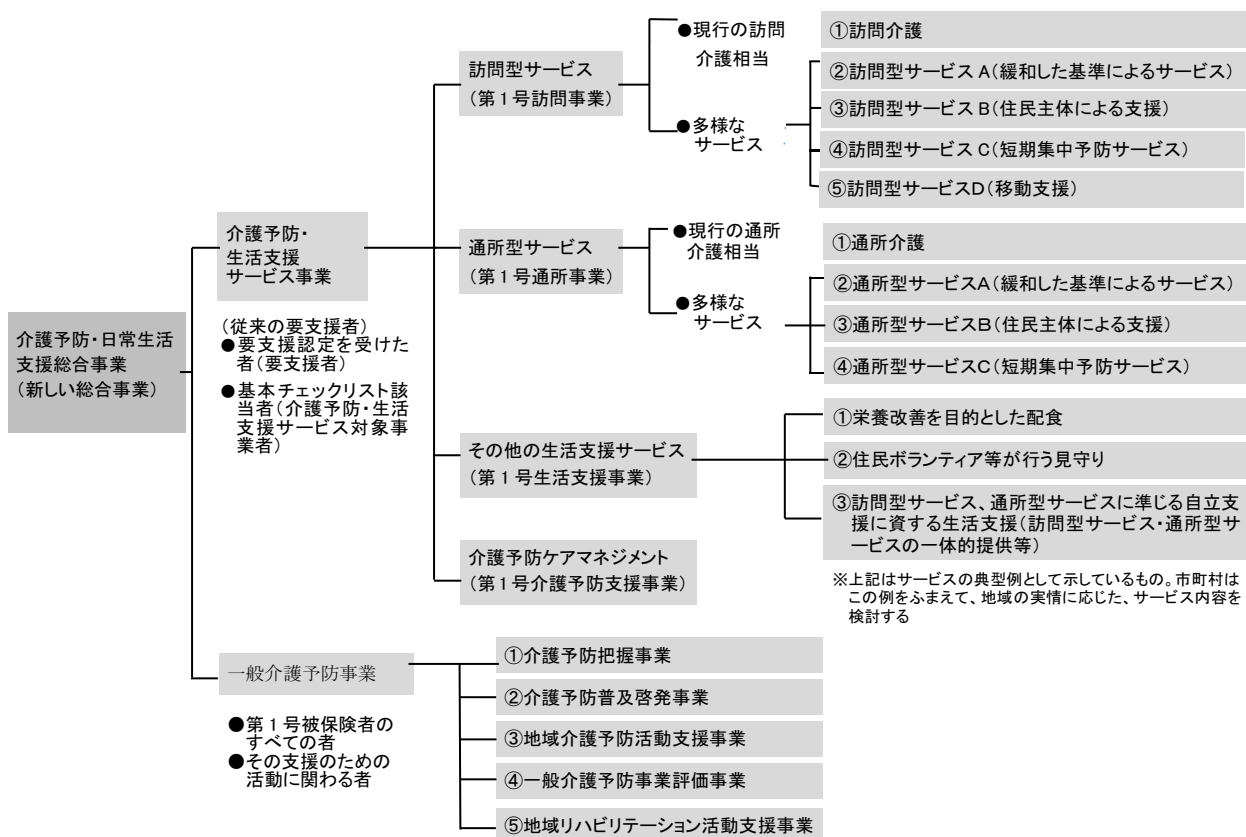 介護予防・日常生活
支援総合事業
(新しい総合事業)
介護予防・
生活支援
サービス事業
(従来の要支援者)
●要支援認定を受けた
者(要支援者)
●基本チェックリスト該
当者(介護予防・生活
支援サービス対象事
業者)
訪問型サービス
(第1号訪問事業)
●現行の訪問
介護相当
①訪問介護
●多様な
サービス
②訪問型サービス A(緩和した基準によるサービス)
③訪問型サービス B(住民主体による支援)
④訪問型サービス C(短期集中予防サービス)
⑤訪問型サービスD(移動支援)
通所型サービス
(第1号通所事業)
●現行の通所
介護相当
①通所介護
●多様な
サービス
②通所型サービスA(緩和した基準によるサービス)
③通所型サービスB(住民主体による支援)
④通所型サービスC(短期集中予防サービス)
その他の生活支援サービス
(第1号生活支援事業)
①栄養改善を目的とした配食
②住民ボランティア等が行う見守り
③訪問型サービス、通所型サービスに準じる自立支
援に資する生活支援(訪問型サービス・通所型サ
ービスの一体的提供等)
介護予防ケアマネジメント
(第1号介護予防支援事業)
※上記はサービスの典型例として示しているもの。市町村は
この例をふまえて、地域の実情に応じた、サービス内容を
検討する
一般介護予防事業
●第1号被保険者の
すべての者
●その支援のための
活動に関わる者
①介護予防把握事業
②介護予防普及啓発事業
③地域介護予防活動支援事業
④一般介護予防事業評価事業
⑤地域リハビリテーション活動支援事業